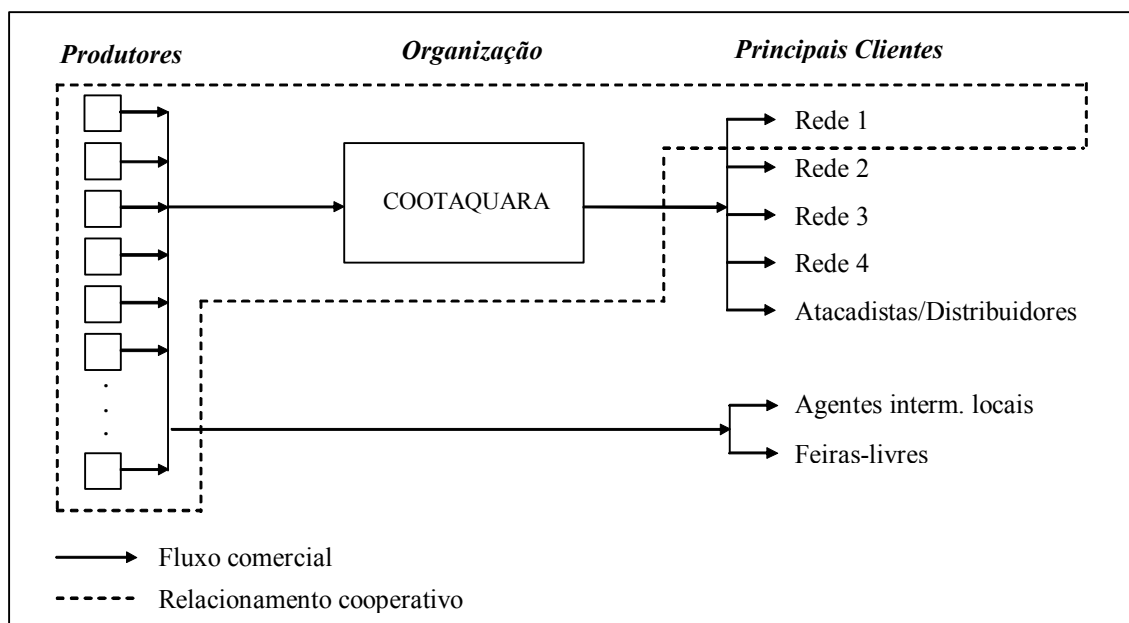 Produtores
Organização
Principais Clientes
Rede 1
Rede 2
COOTAQUARA
Rede 3
Rede 4
Atacadistas/Distribuidores
Agentes interm. locais
Feiras-livres
Fluxo comercial
Relacionamento cooperativo